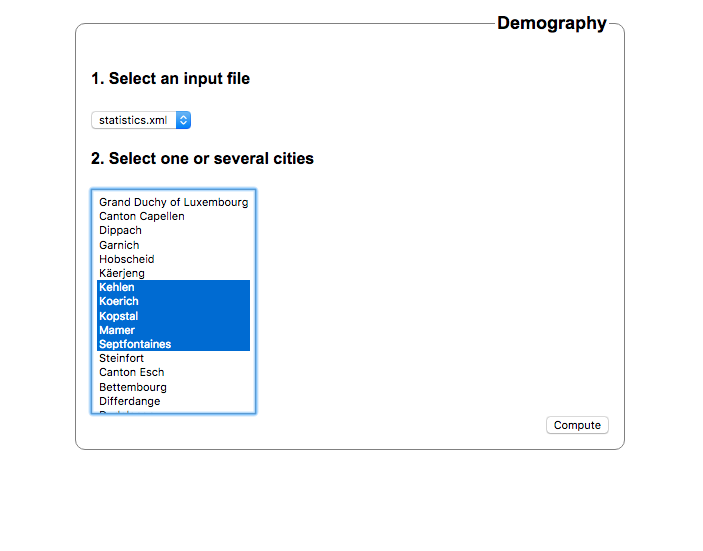 Demography
1. Select an input file
statistics.xml
2. Select one or several cities
Grand Duchy of Luxembourg
Canton Capellen
Dippach
Garnich
Hobscheid
Käerjeng
Kehlen
Koerich
Kopstal
Mamer
Septfontaines
Steinfort
Canton Esch
Bettembourg
Differdange
Compute